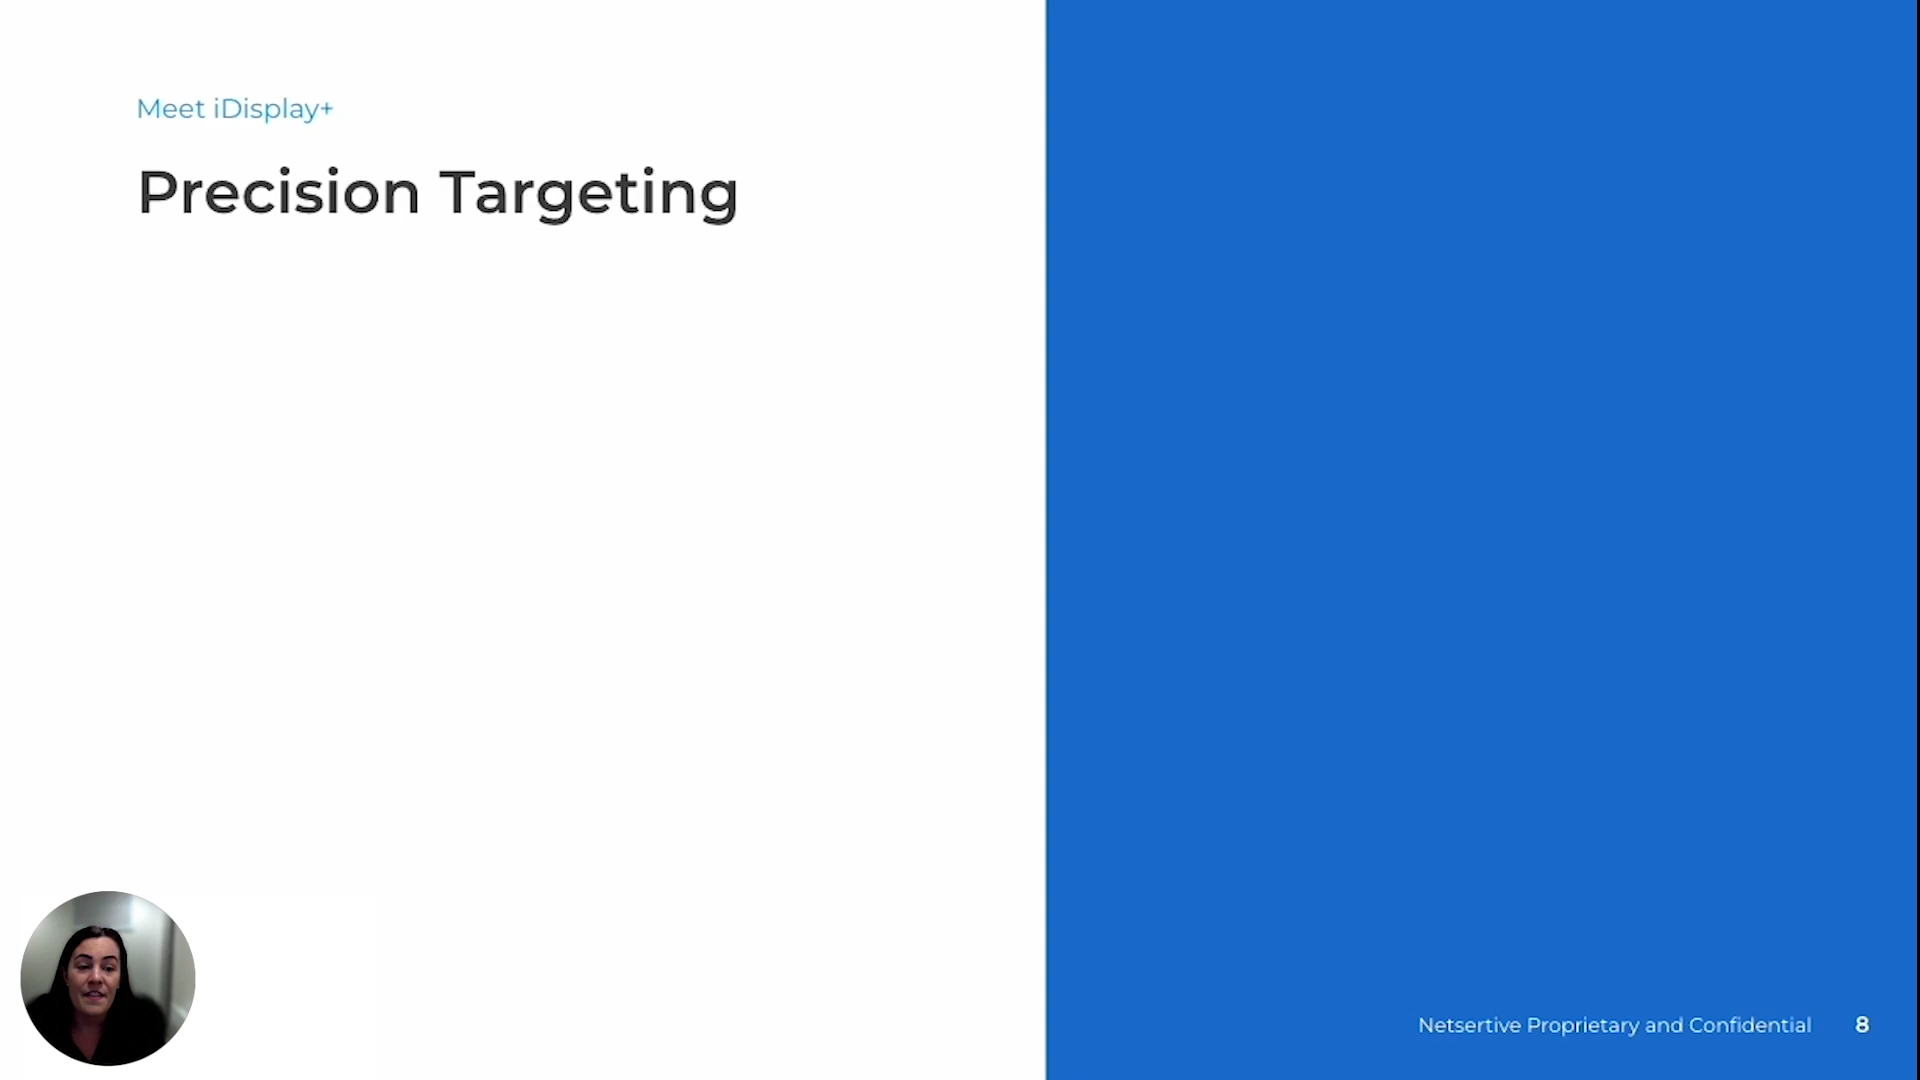 Meet iDisplay+
Precision Targeting
Netsertive Proprietary and Confidential 8